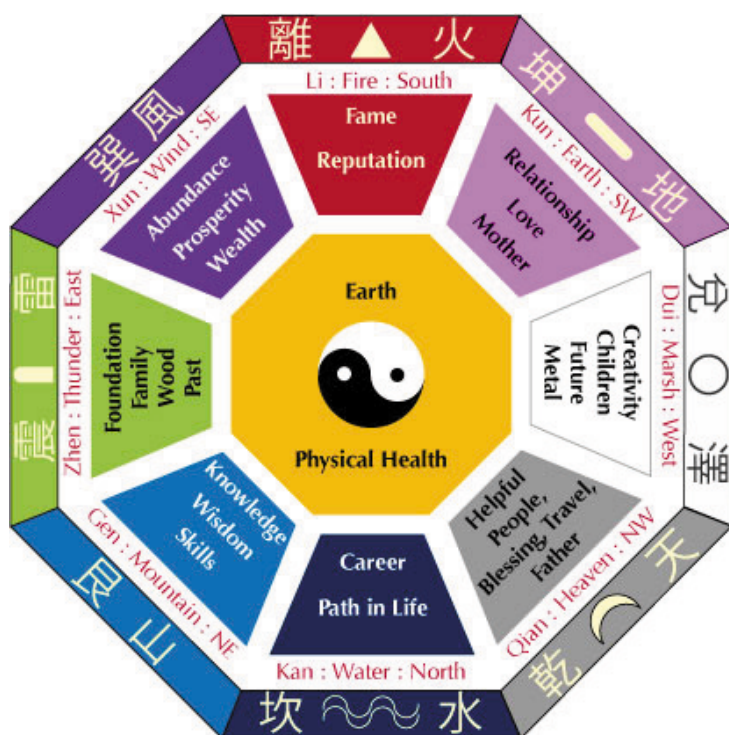 離 火
Li : Fire : South
Fame
Reputation
坤 地
Kun : Earth : SW
Relationship
Love
Mother
兌 澤
Dui : Marsh : West
Creativity
Children
Future
Metal
天 乾
Qian : Heaven : NW
Helpful
People,
Blessing, Travel,
Father
坎 水
Kan : Water : North
Career
Path in Life
艮 山
Gen : Mountain : NE
Knowledge
Wisdom
Skills
雷 震
Zhen : Thunder : East
Foundation
Family
Wood
Past
巽 風
Xun : Wind : SE
Abundance
Prosperity
Wealth
Earth
Physical Health